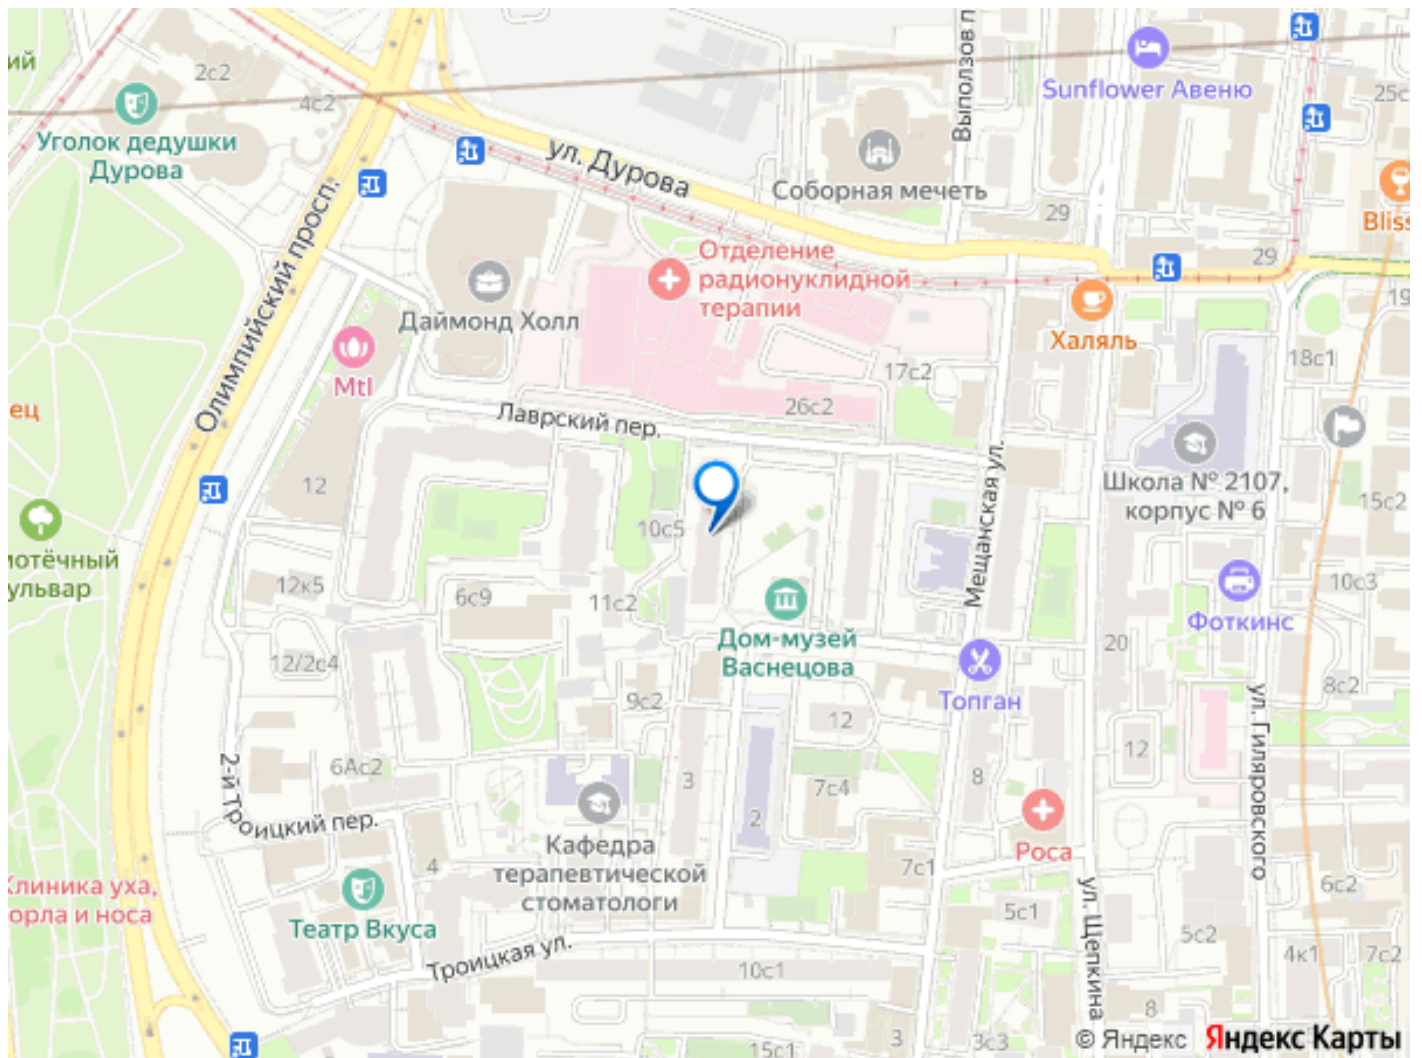 ий
2с2
4с2
Уголок дедушки
Дурова
ул. Дурова
Выползов п
Sunflower Авеню
25с
Соборная мечеть
Bliss
29
29
Олимпийский просп.
Отделение
радионуклидной
терапии
Даймонд Холл
Халяль
19
Mtl
17с2
18с1
26с2
ец
Лаврский пер.
Мещанская ул.
Школа № 2107,
корпус № 6
12
10с5
15с2
мотёчный
ульвар
12к5
6с9
11с2
10с3
Фоткинс
Дом-музей
Васнецова
20
12/2с4
9с2
8с2
Топган
12
12
ул. Гиляровского
2-й Троицкий пер.
6Ас2
3
7с4
8
2
Кафедра
терапевтической
стоматологи
Роса
4
7с1
Клиника уха,
орла и носа
6с2
Театр Вкуса
5с1
ул. Щепкина
5с2
Троицкая ул.
10с1
4к1
7с2
8
3
3с3
15с1
© Яндекс Яндекс Карты